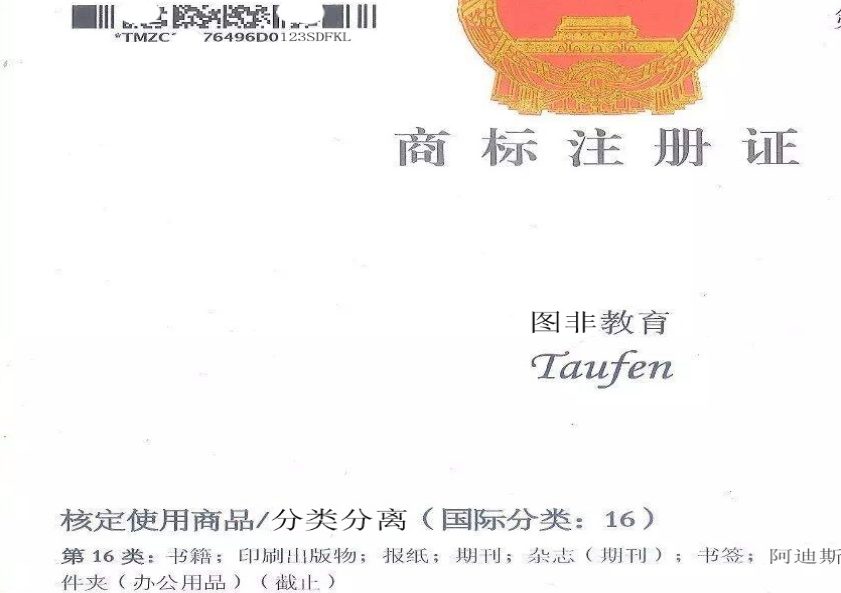 *TMZC* 76496D0123SDFKL
商标注册证
图非教育
Taufen
核定使用商品/分类分离（国际分类：16）
第16类：书籍；印刷出版物；报纸；期刊；杂志（期刊）；书签；阿迪斯
件夹（办公用品）（截止）